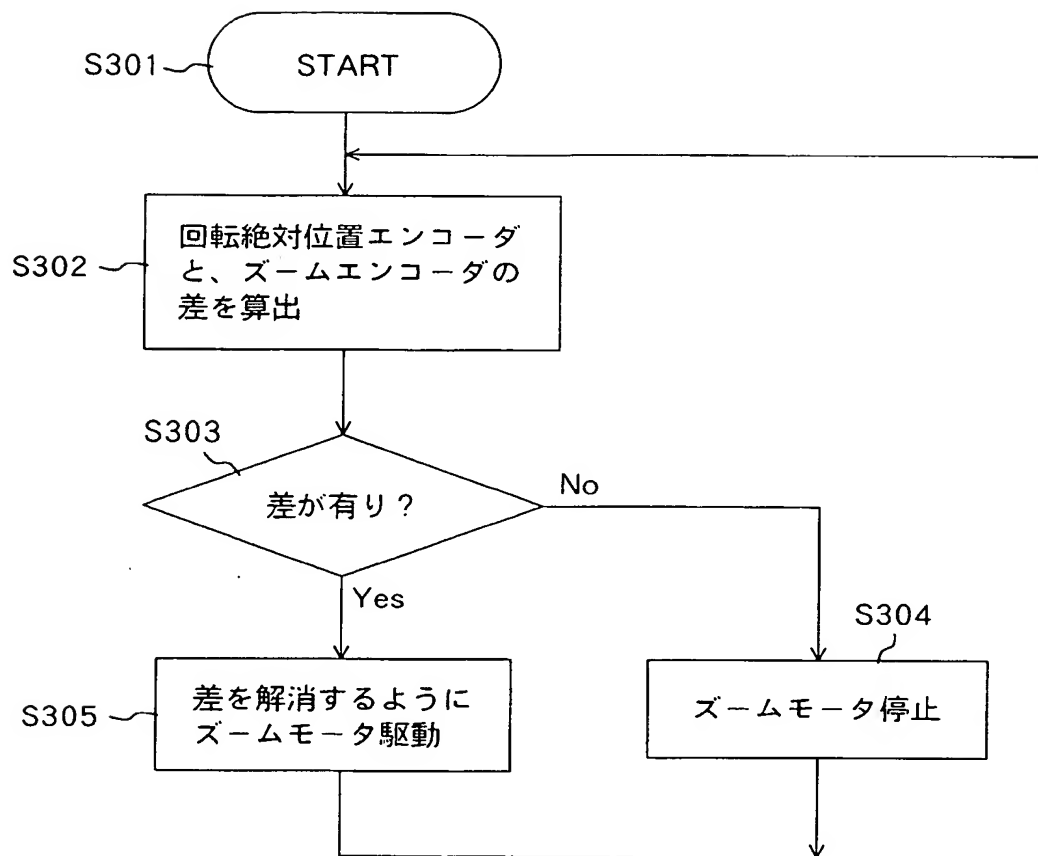 S301
START
S302
回転絶対位置エンコーダ
と、ズームエンコーダの
差を算出
S303
差が有り？
No
Yes
S304
ズームモータ停止
S305
差を解消するように
ズームモータ駆動